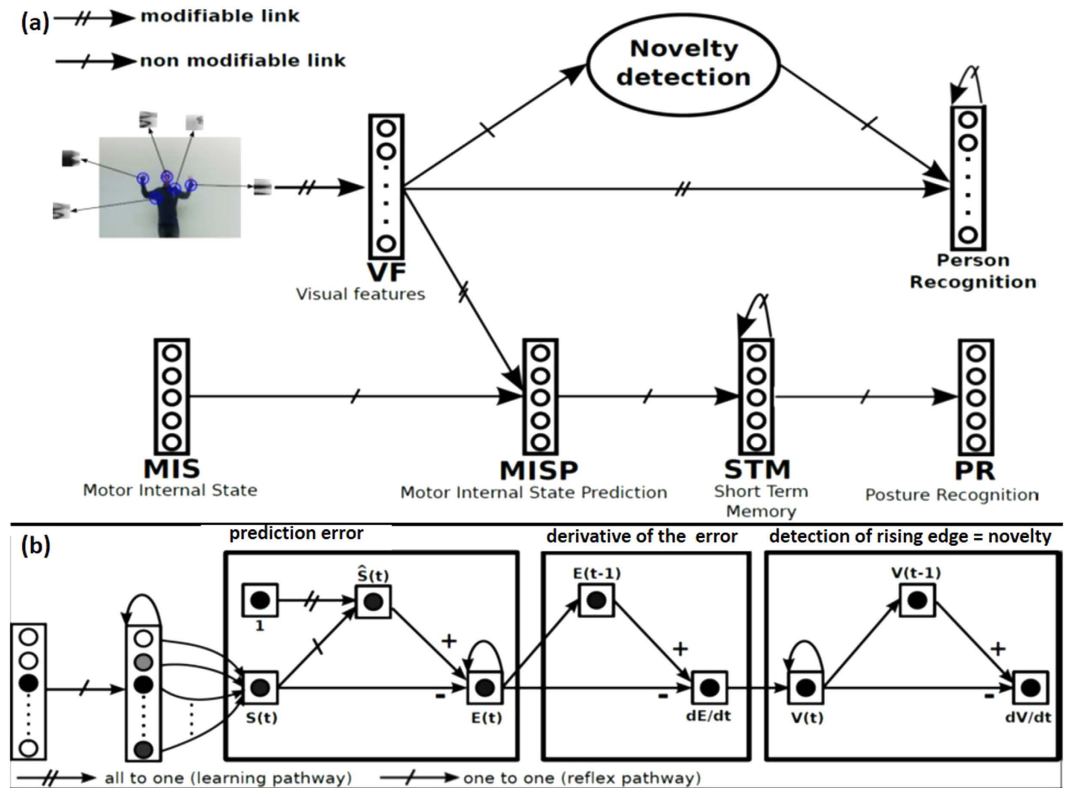 (a)
modifiable link
non modifiable link
Novelty
detection
VF
Visual features
Person
Recognition
MIS
Motor Internal State
MISP
Motor Internal State Prediction
STM
Short Term
Memory
PR
Posture Recognition
(b)
prediction error
derivative of the error
detection of rising edge = novelty
1
Ŝ(t)
+
-
S(t)
E(t)
E(t-1)
+
-
dE/dt
V(t-1)
+
-
V(t)
dV/dt
all to one (learning pathway)
one to one (reflex pathway)